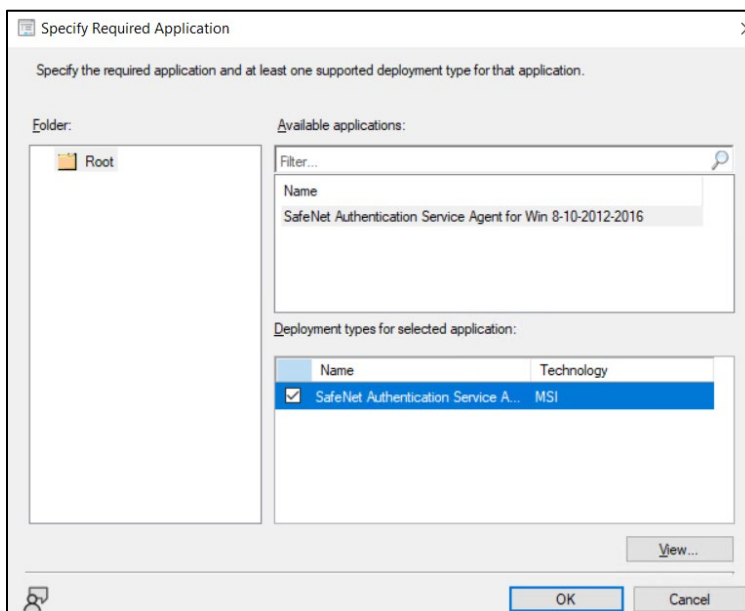 Specify Required Application
Specify the required application and at least one supported deployment type for that application.
Folder:
Available applications:
Root
Filter...
Name
SafeNet Authentication Service Agent for Win 8-10-2012-2016
Deployment types for selected application:
Name Technology
SafeNet Authentication Service A... MSI
View...
OK Cancel